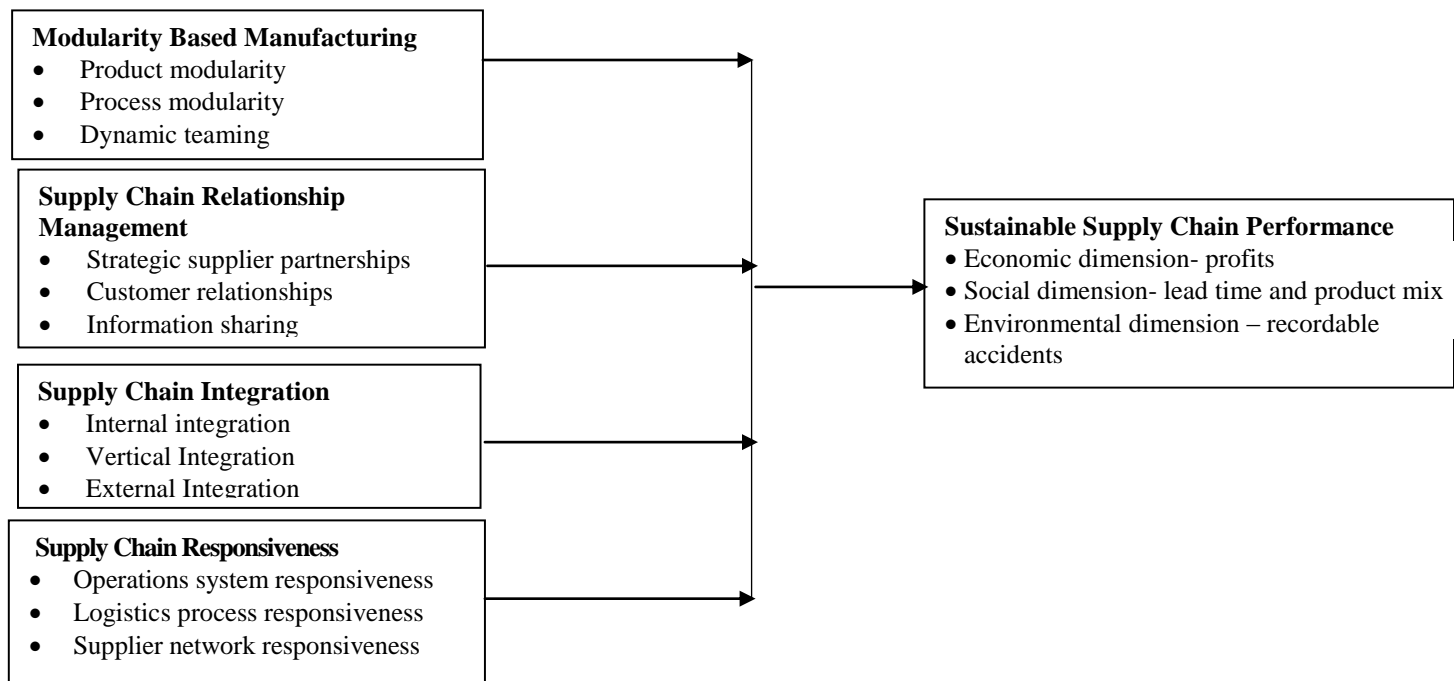 Modularity Based Manufacturing
• Product modularity
• Process modularity
• Dynamic teaming
Supply Chain Relationship
Management
• Strategic supplier partnerships
• Customer relationships
• Information sharing
Supply Chain Integration
• Internal integration
• Vertical Integration
• External Integration
Supply Chain Responsiveness
• Operations system responsiveness
• Logistics process responsiveness
• Supplier network responsiveness
Sustainable Supply Chain Performance
• Economic dimension- profits
• Social dimension- lead time and product mix
• Environmental dimension – recordable
accidents